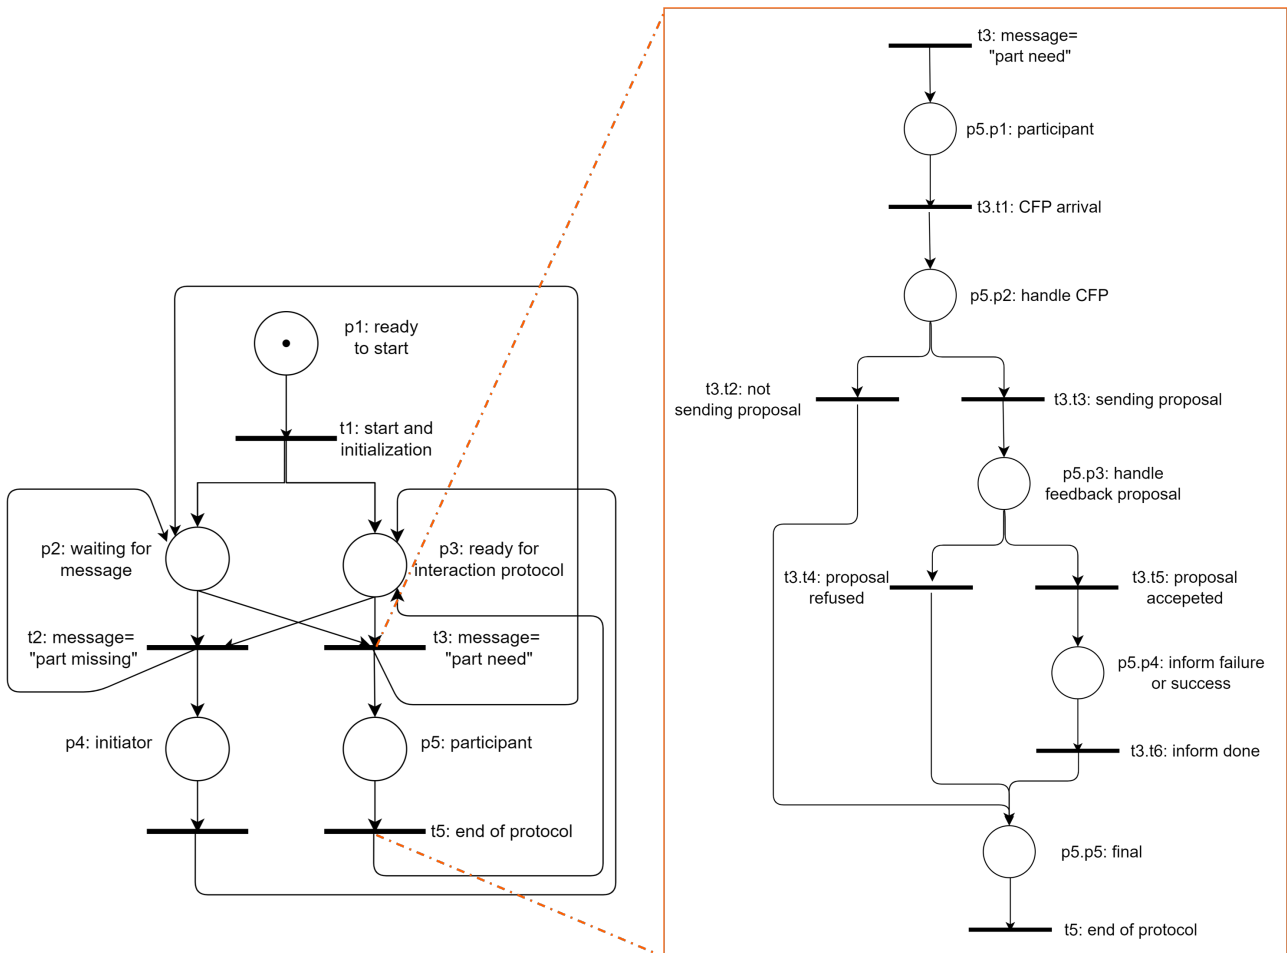 p1: ready
to start
t1: start and
initialization
p2: waiting for
message
p3: ready for
interaction protocol
t2: message=
"part missing"
t3: message=
"part need"
p4: initiator
p5: participant
t5: end of protocol
t3: message=
"part need"
p5.p1: participant
t3.t1: CFP arrival
p5.p2: handle CFP
t3.t2: not
sending proposal
t3.t3: sending proposal
p5.p3: handle
feedback proposal
t3.t4: proposal
refused
t3.t5: proposal
accepeted
p5.p4: inform failure
or success
t3.t6: inform done
p5.p5: final
t5: end of protocol